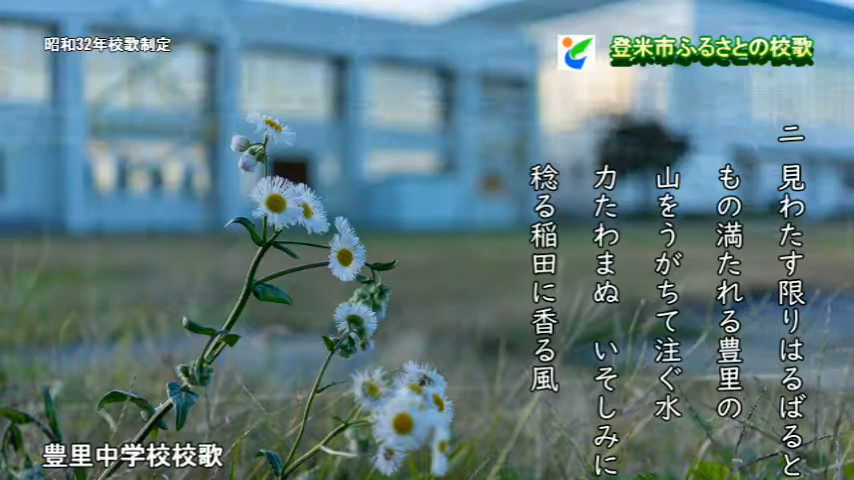 昭和32年校歌制定
登米市ふるさとの校歌
二 見わたす限りはるばると
もの満たれる豊里の
山をうがちて注ぐ水
力たわまぬ いそしみに
稔る稲田に香る風
豊里中学校校歌